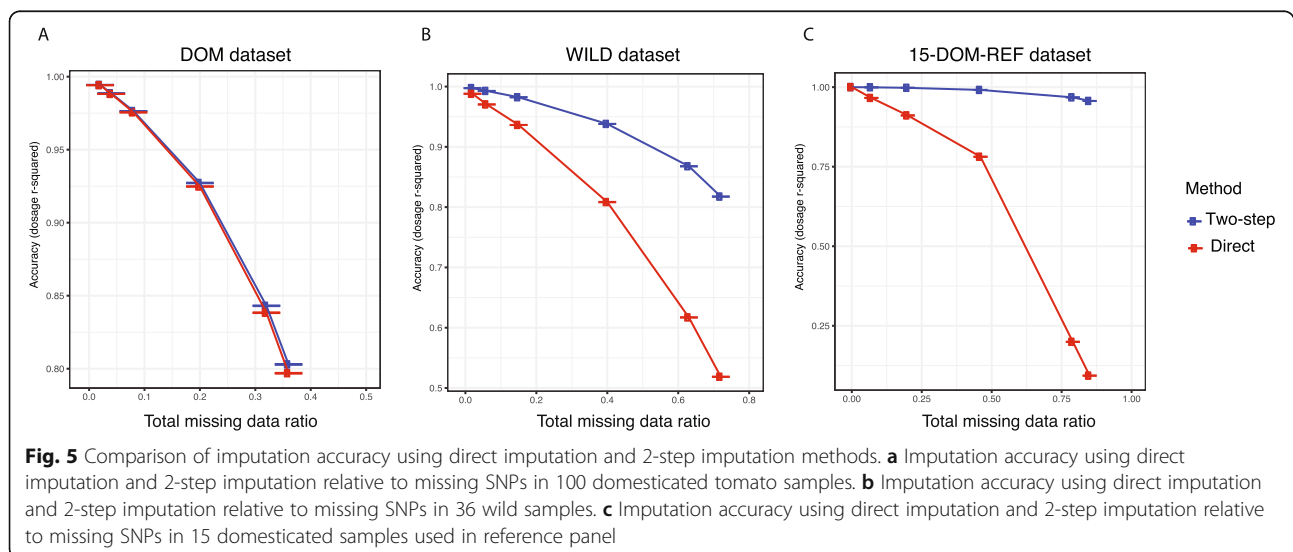 A
DOM dataset
Accuracy (dosage r-squared)
1.00
0.95
0.90
0.85
0.80
0.0 0.1 0.2 0.3 0.4 0.5
Total missing data ratio
B
WILD dataset
Accuracy (dosage r-squared)
1.0
0.9
0.8
0.7
0.6
0.5
0.0 0.2 0.4 0.6 0.8
Total missing data ratio
C
15-DOM-REF dataset
Accuracy (dosage r-squared)
1.00
0.75
0.50
0.25
0.00 0.25 0.50 0.75 1.00
Total missing data ratio
Method
Two-step
Direct
Fig. 5 Comparison of imputation accuracy using direct imputation and 2-step imputation methods. a Imputation accuracy using direct
imputation and 2-step imputation relative to missing SNPs in 100 domesticated tomato samples. b Imputation accuracy using direct imputation
and 2-step imputation relative to missing SNPs in 36 wild samples. c Imputation accuracy using direct imputation and 2-step imputation relative
to missing SNPs in 15 domesticated samples used in reference panel